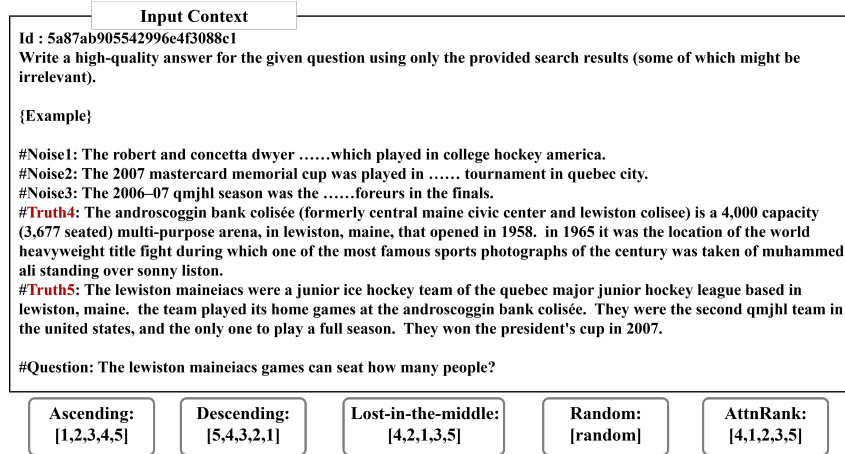 Input Context
Id : 5a87ab905542996e4f3088c1
Write a high-quality answer for the given question using only the provided search results (some of which might be
irrelevant).
{Example}
#Noise1: The robert and concetta dwyer ……which played in college hockey america.
#Noise2: The 2007 mastercard memorial cup was played in …… tournament in quebec city.
#Noise3: The 2006–07 qmjhl season was the ……foreurs in the finals.
#Truth4: The androscoggin bank colisée (formerly central maine civic center and lewiston colisee) is a 4,000 capacity
(3,677 seated) multi-purpose arena, in lewiston, maine, that opened in 1958.  in 1965 it was the location of the world
heavyweight title fight during which one of the most famous sports photographs of the century was taken of muhammed
ali standing over sonny liston.
#Truth5: The lewiston maineiacs were a junior ice hockey team of the quebec major junior hockey league based in
lewiston, maine.  the team played its home games at the androscoggin bank colisée.  They were the second qmjhl team in
the united states, and the only one to play a full season.  They won the president's cup in 2007.
#Question: The lewiston maineiacs games can seat how many people?
Ascending: Descending: Lost-in-the-middle: Random: AttnRank:
[1,2,3,4,5] [5,4,3,2,1] [4,2,1,3,5] [random] [4,1,2,3,5]